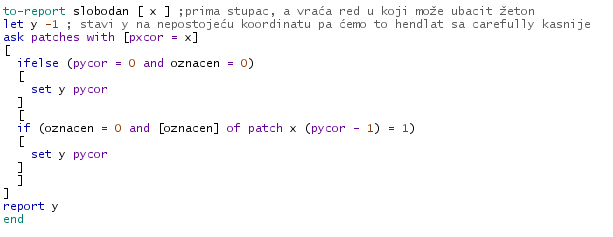 to-report slobodan [ x ] ;prima stupac, a vraća red u koji može ubacit žeton
let y -1 ; stavi y na nepostojeću koordinatu pa ćemo to hendlat sa carefully kasnije
ask patches with [pxcor = x]
[
ifelse (pycor = 0 and oznacen = 0)
[
set y pycor
]
[
if (oznacen = 0 and [oznacen] of patch x (pycor - 1) = 1)
[
set y pycor
]
]
]
report y
end